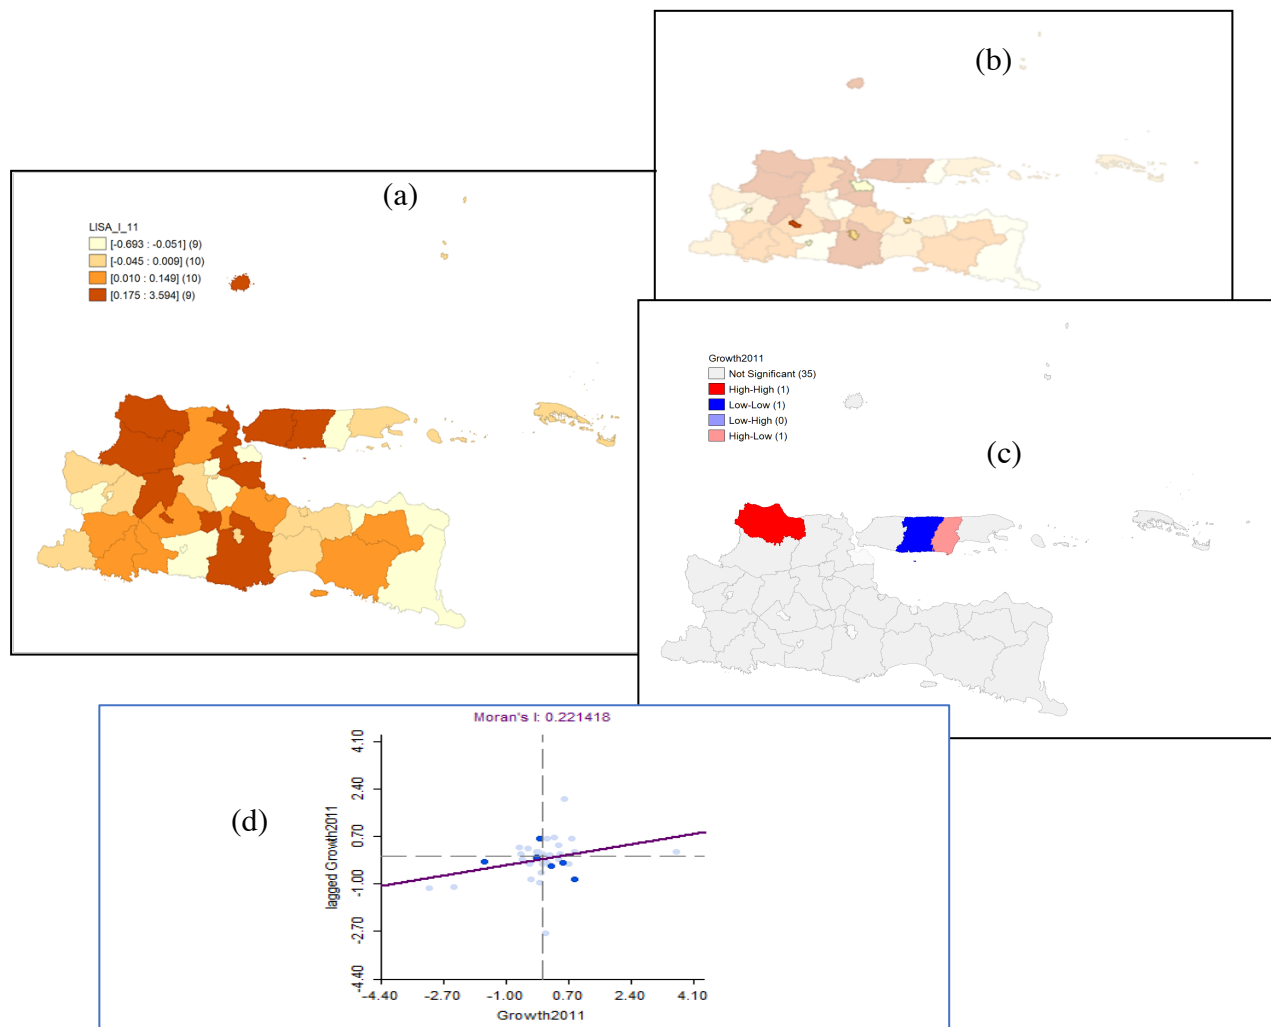 (b)
(a)
LISA_I_11
[-0.693 : -0.051] (9)
[-0.045 : 0.009] (10)
[0.010 : 0.149] (10)
[0.175 : 3.594] (9)
Growth2011
Not Significant (35)
High-High (1)
Low-Low (1)
Low-High (0)
High-Low (1)
(c)
Moran's I: 0.221418
(d)
lagged Growth2011
4.10
2.40
0.70
-1.00
-2.70
-4.40
-4.40 -2.70 -1.00 0.70 2.40 4.10
Growth2011